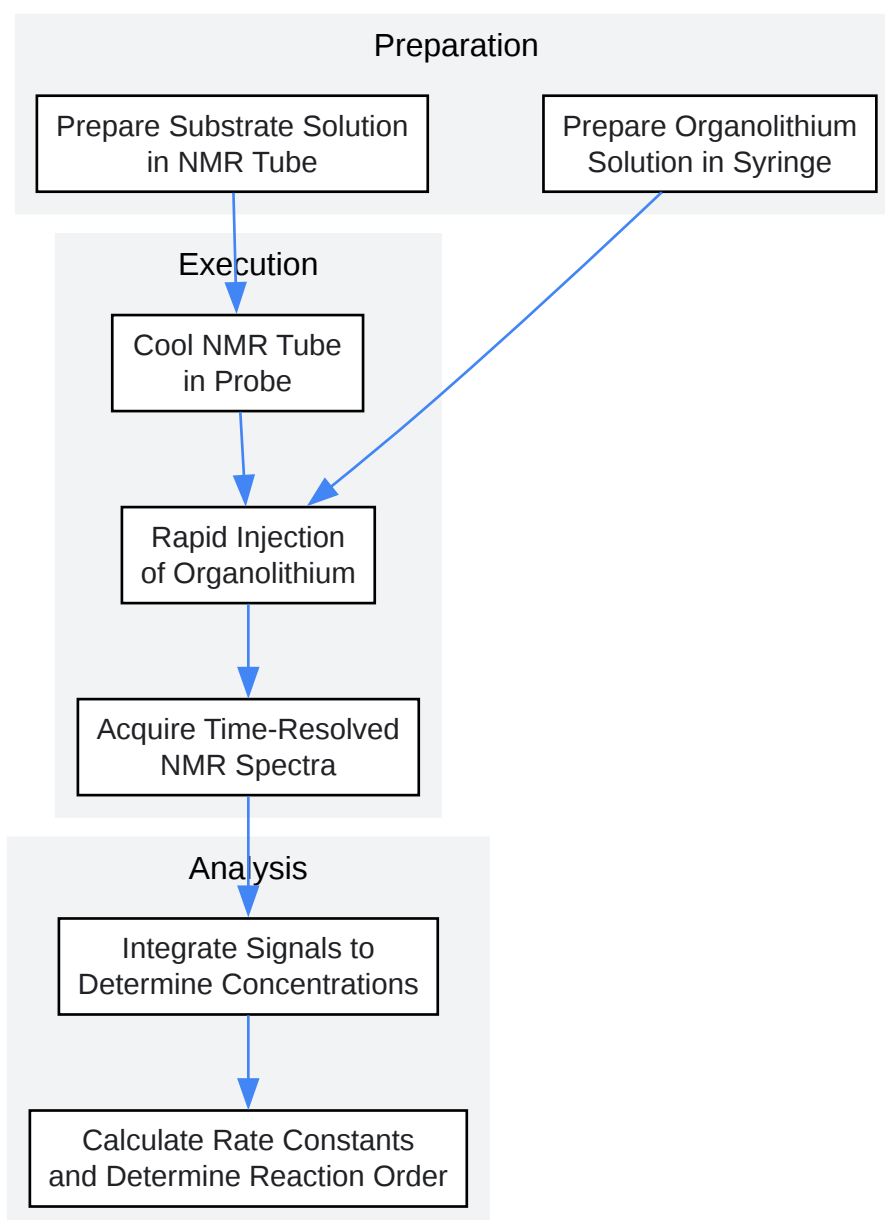 Preparation
Prepare Substrate Solution
in NMR Tube
Prepare Organolithium
Solution in Syringe
Execution
Cool NMR Tube
in Probe
Rapid Injection
of Organolithium
Acquire Time-Resolved
NMR Spectra
Analysis
Integrate Signals to
Determine Concentrations
Calculate Rate Constants
and Determine Reaction Order